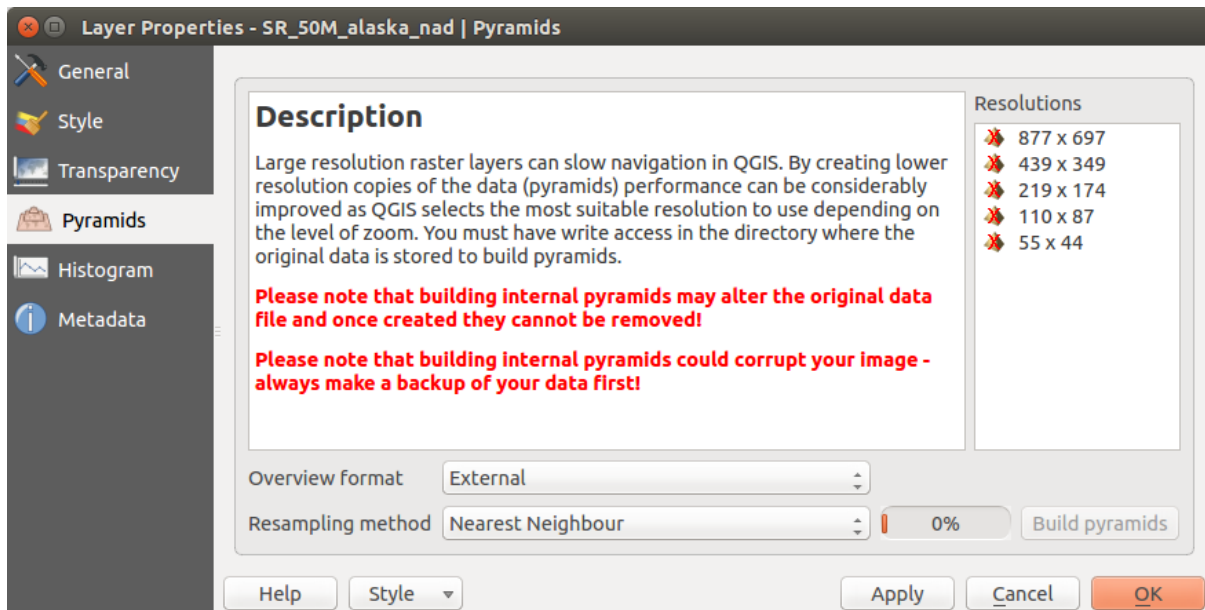 Layer Properties - SR_50M_alaska_nad | Pyramids
General
Style
Transparency
Pyramids
Histogram
Metadata
Description
Large resolution raster layers can slow navigation in QGIS. By creating lower
resolution copies of the data (pyramids) performance can be considerably
improved as QGIS selects the most suitable resolution to use depending on
the level of zoom. You must have write access in the directory where the
original data is stored to build pyramids.
Please note that building internal pyramids may alter the original data
file and once created they cannot be removed!
Please note that building internal pyramids could corrupt your image -
always make a backup of your data first!
Resolutions
877 x 697
439 x 349
219 x 174
110 x 87
55 x 44
Overview format External
Resampling method Nearest Neighbour 0% Build pyramids
Help Style Apply Cancel OK